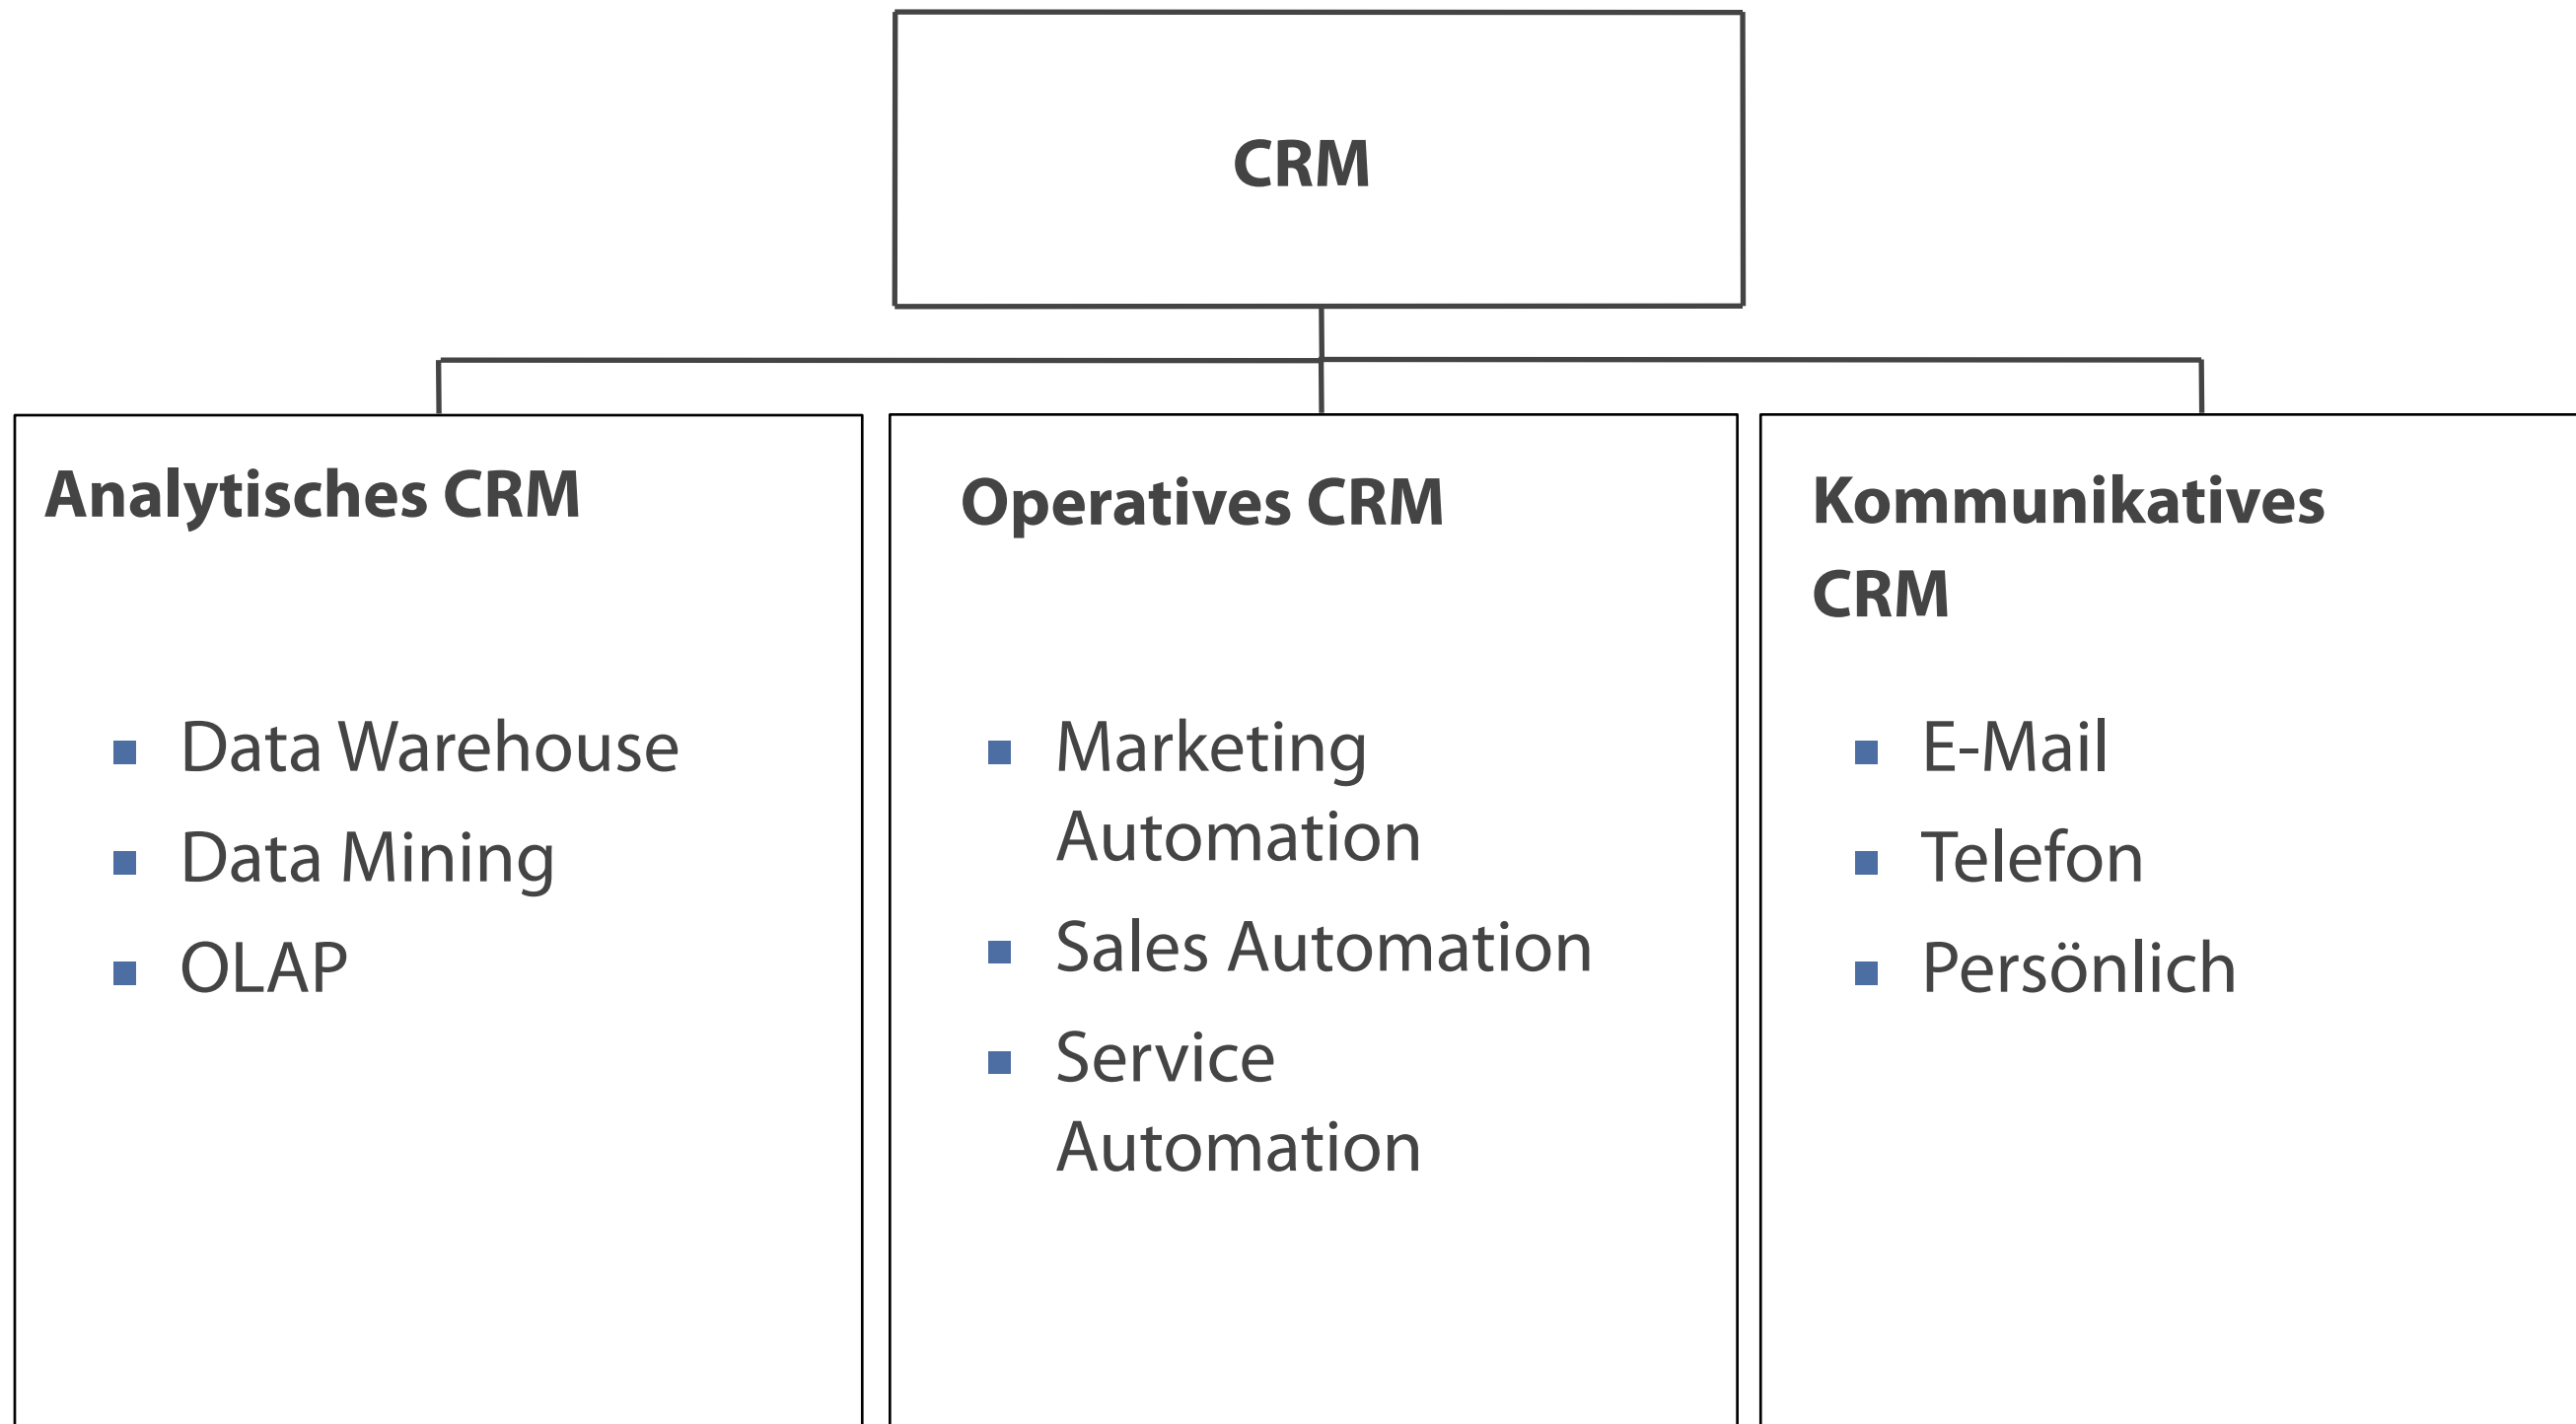 CRM
Analytisches CRM
Data Warehouse
Data Mining
OLAP
Operatives CRM
Marketing
Automation
Sales Automation
Service
Automation
Kommunikatives
CRM
E-Mail
Telefon
Persönlich